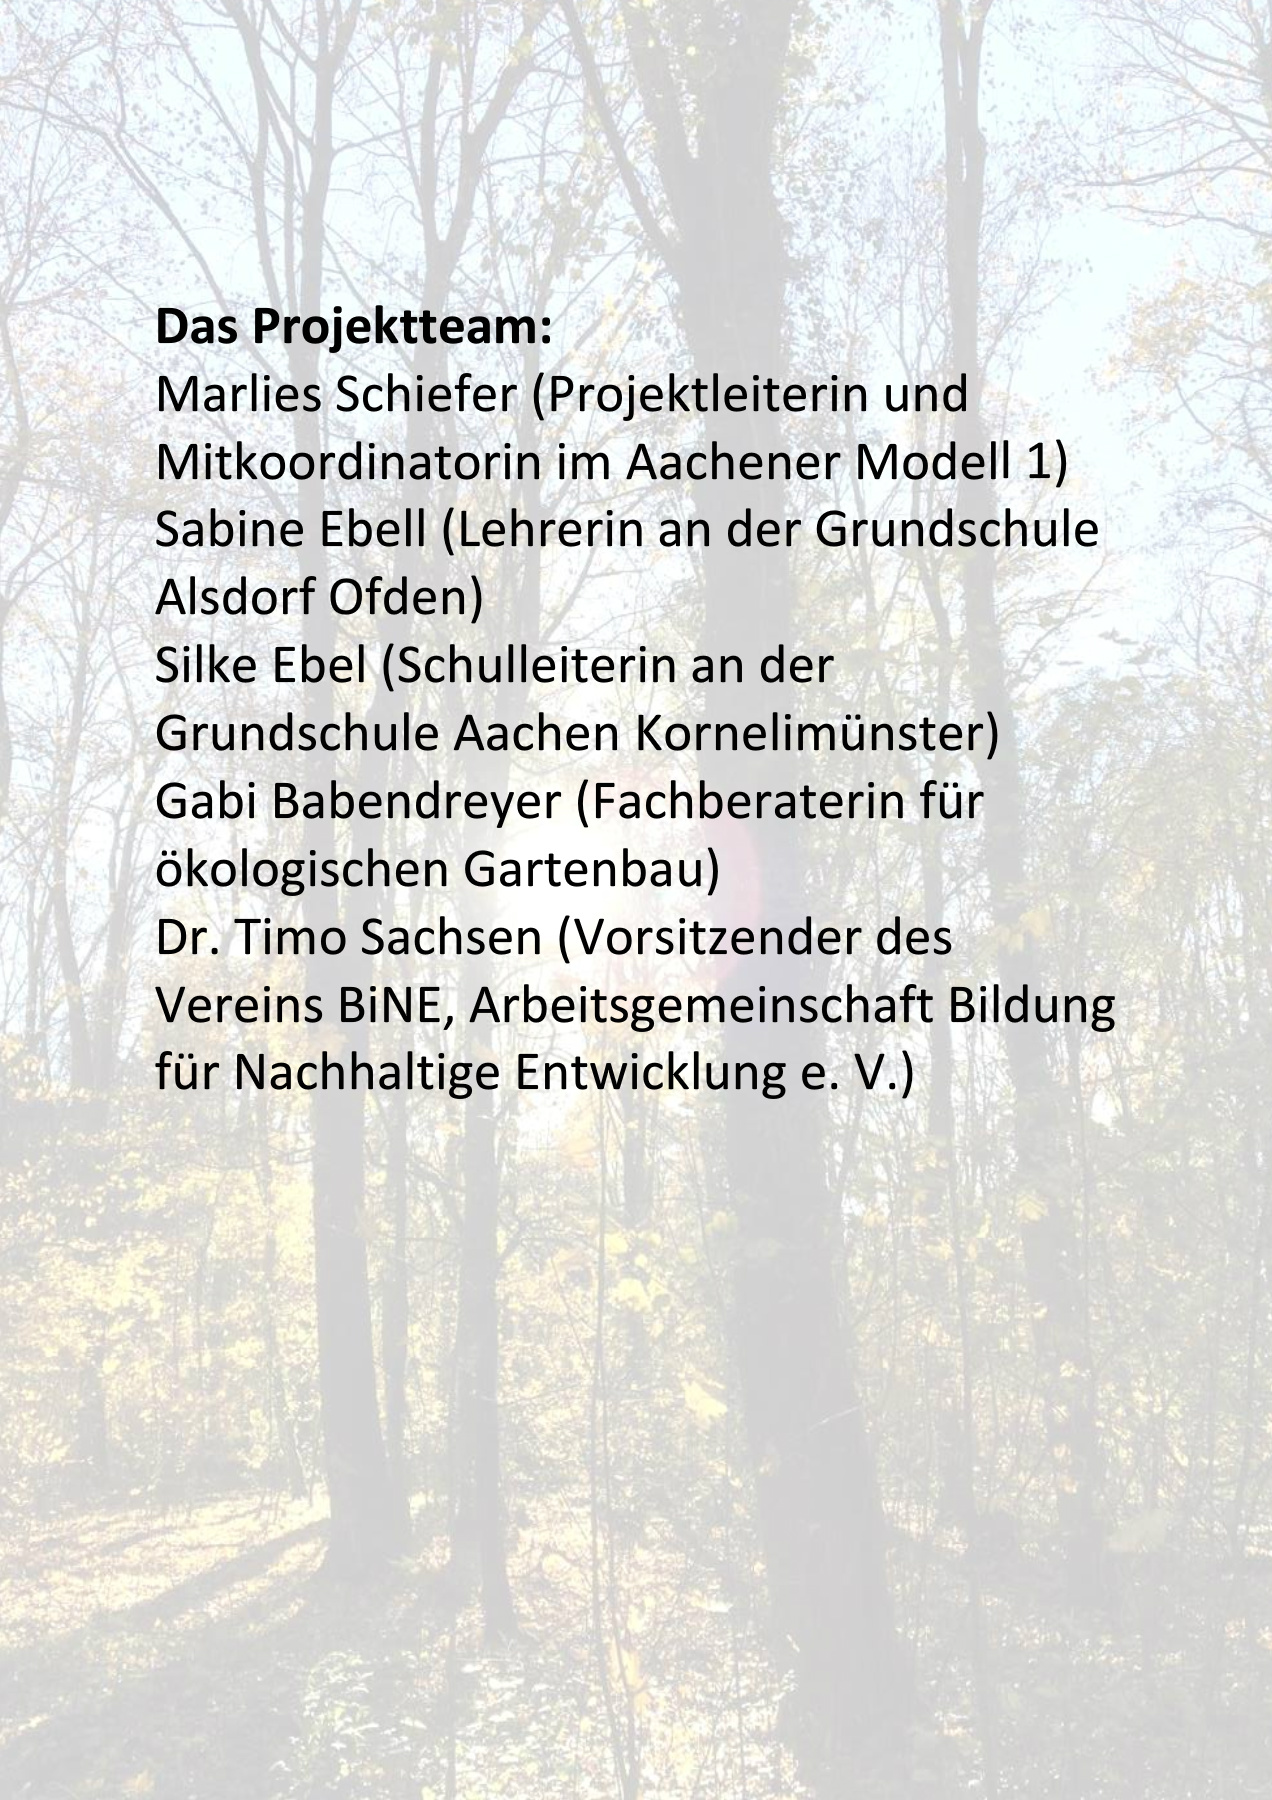 Das Projektteam:
Marlies Schiefer (Projektleiterin und
Mitkoordinatorin im Aachener Modell 1)
Sabine Ebell (Lehrerin an der Grundschule
Alsdorf Ofden)
Silke Ebel (Schulleiterin an der
Grundschule Aachen Kornelimünster)
Gabi Babendreyer (Fachberaterin für
ökologischen Gartenbau)
Dr. Timo Sachsen (Vorsitzender des
Vereins BiNE, Arbeitsgemeinschaft Bildung
für Nachhaltige Entwicklung e. V.)